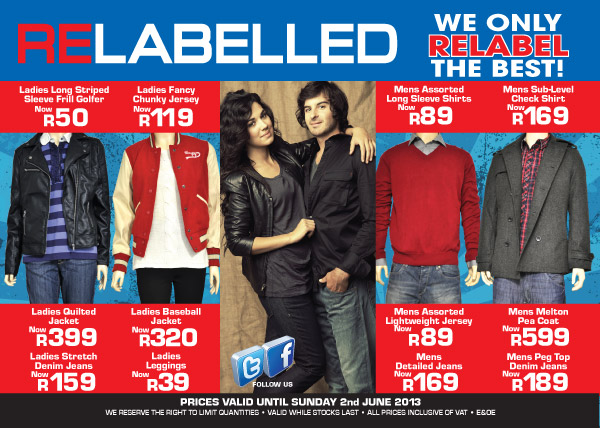 RELABELLED
WE ONLY
RELABEL
THE BEST!
Ladies Long Striped
Sleeve Frill Golfer
Now R50
Ladies Fancy
Chunky Jersey
Now R119
Mens Assorted
Long Sleeve Shirts
Now R89
Mens Sub-Level
Check Shirt
Now R169
Ladies Quilted
Jacket
Now R399
Ladies Baseball
Jacket
Now R320
Mens Assorted
Lightweight Jersey
Now R89
Mens Melton
Pea Coat
Now R599
Ladies Stretch
Denim Jeans
Now R159
Ladies
Leggings
Now R39
Mens
Detailed Jeans
Now R169
Mens Peg Top
Denim Jeans
Now R189
t f
FOLLOW US
PRICES VALID UNTIL SUNDAY 2nd JUNE 2013
WE RESERVE THE RIGHT TO LIMIT QUANTITIES • VALID WHILE STOCKS LAST • ALL PRICES INCLUSIVE OF VAT • E&OE